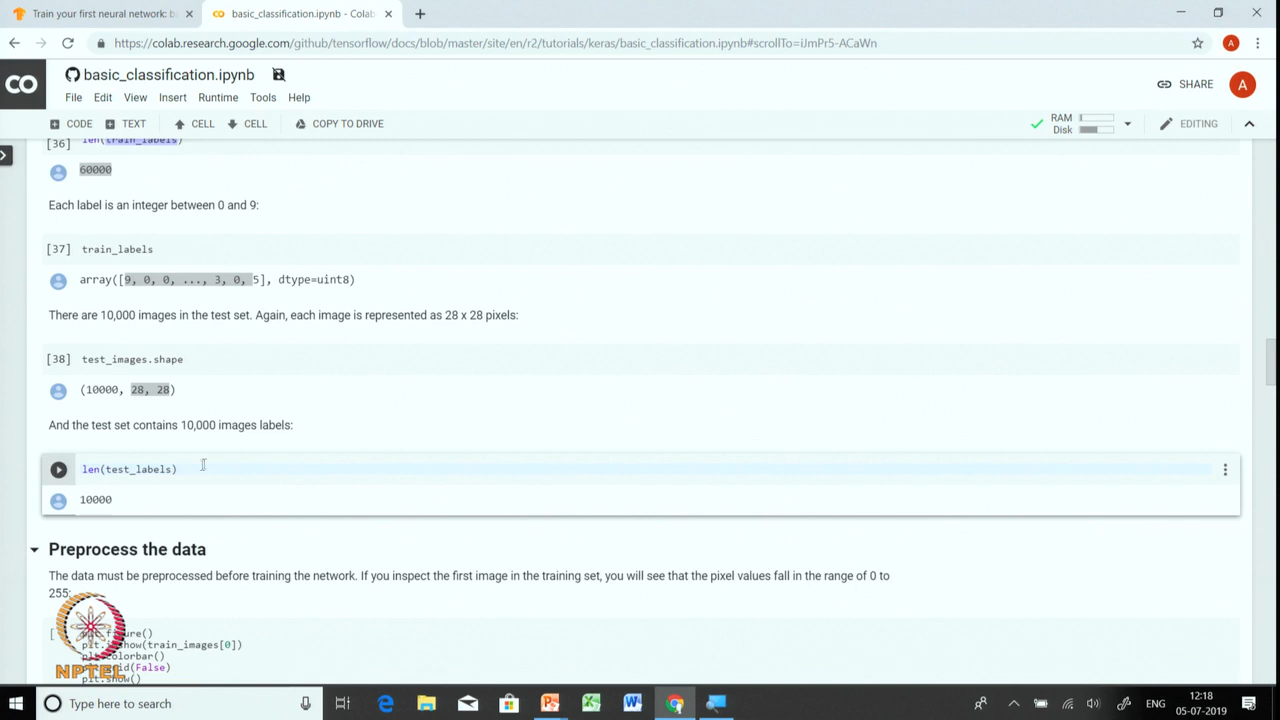 Train your first neural network: b
basic_classification.ipynb - Colab
https://colab.research.google.com/github/tensorflow/docs/blob/master/site/en/r2/tutorials/keras/basic_classification.ipynb#scrollTo=iJmPr5-ACaWn
A
CO
basic_classification.ipynb
SHARE
A
File Edit View Insert Runtime Tools Help
CODE TEXT CELL CELL COPY TO DRIVE
RAM
Disk
EDITING
[36] len(train_labels)
60000
Each label is an integer between 0 and 9:
[37] train_labels
array([9, 0, 0, ..., 3, 0, 5], dtype=uint8)
There are 10,000 images in the test set. Again, each image is represented as 28 x 28 pixels:
[38] test_images.shape
(10000, 28, 28)
And the test set contains 10,000 images labels:
len(test_labels)
10000
Preprocess the data
The data must be preprocessed before training the network. If you inspect the first image in the training set, you will see that the pixel values fall in the range of 0 to
255:
(train_images[0])
(False)
plt.show()
NPTEL
Type here to search
ENG
12:18
05-07-2019